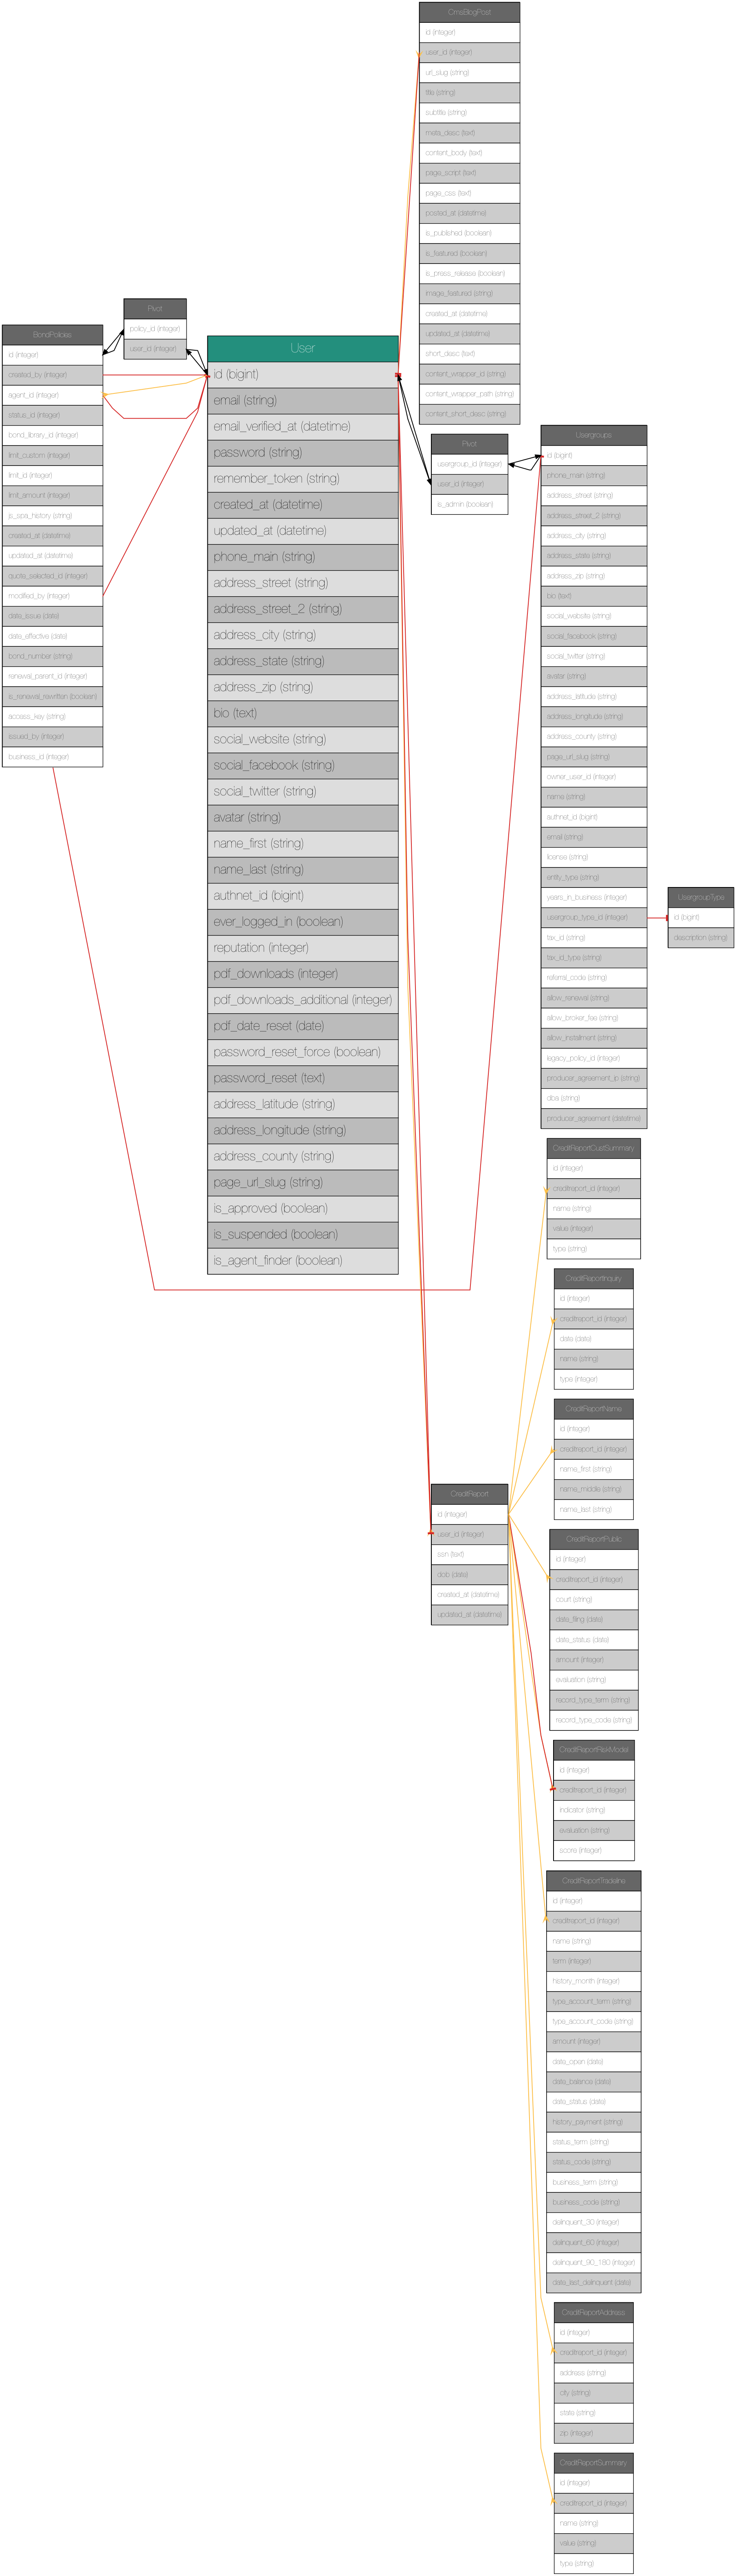 CmsBlogPost
id (integer)
user_id (integer)
url_slug (string)
title (string)
subtitle (string)
meta_desc (text)
content_body (text)
page_script (text)
page_css (text)
posted_at (datetime)
is_published (boolean)
is_featured (boolean)
is_press_release (boolean)
image_featured (string)
created_at (datetime)
updated_at (datetime)
short_desc (text)
content_wrapper_id (string)
content_wrapper_path (string)
content_short_desc (string)
Pivot
policy_id (integer)
user_id (integer)
BondPolicies
id (integer)
created_by (integer)
agent_id (integer)
status_id (integer)
bond_library_id (integer)
limit_custom (integer)
limit_id (integer)
limit_amount (integer)
js_opa_history (string)
created_at (datetime)
updated_at (datetime)
quote_selected_id (integer)
modified_by (integer)
date_issue (date)
date_effective (date)
bond_number (string)
renewal_parent_id (integer)
is_renewal_rewritten (boolean)
access_key (string)
issued_by (integer)
business_id (integer)
User
id (bigint)
email (string)
email_verified_at (datetime)
password (string)
remember_token (string)
created_at (datetime)
updated_at (datetime)
phone_main (string)
address_street (string)
address_street_2 (string)
address_city (string)
address_state (string)
address_zip (string)
bio (text)
social_website (string)
social_facebook (string)
social_twitter (string)
avatar (string)
name_first (string)
name_last (string)
authnet_id (bigint)
ever_logged_in (boolean)
reputation (integer)
pdf_downloads (integer)
pdf_downloads_additional (integer)
pdf_date_reset (date)
password_reset_force (boolean)
password_reset (text)
address_latitude (string)
address_longitude (string)
address_county (string)
page_url_slug (string)
is_approved (boolean)
is_suspended (boolean)
is_agent_finder (boolean)
Pivot
usergroup_id (integer)
user_id (integer)
is_admin (boolean)
Usergroups
id (bigint)
phone_main (string)
address_street (string)
address_street_2 (string)
address_city (string)
address_state (string)
address_zip (string)
bio (text)
social_website (string)
social_facebook (string)
social_twitter (string)
avatar (string)
address_latitude (string)
address_longitude (string)
address_county (string)
page_url_slug (string)
owner_user_id (integer)
name (string)
authnet_id (bigint)
email (string)
license (string)
entity_type (string)
years_in_business (integer)
usergroup_type_id (integer)
tax_id (string)
tax_id_type (string)
referral_code (string)
allow_renewal (string)
allow_broker_fee (string)
allow_installment (string)
legacy_policy_id (integer)
producer_agreement_ip (string)
dba (string)
producer_agreement (datetime)
UsergroupType
id (bigint)
description (string)
CreditReportCustSummary
id (integer)
creditreport_id (integer)
name (string)
value (integer)
type (string)
CreditReportInquiry
id (integer)
creditreport_id (integer)
date (date)
name (string)
type (integer)
CreditReportName
id (integer)
creditreport_id (integer)
name_first (string)
name_middle (string)
name_last (string)
CreditReport
id (integer)
user_id (integer)
ssn (text)
dob (date)
created_at (datetime)
updated_at (datetime)
CreditReportPublic
id (integer)
creditreport_id (integer)
court (string)
date_filing (date)
date_status (date)
amount (integer)
evaluation (string)
record_type_term (string)
record_type_code (string)
CreditReportRiskModel
id (integer)
creditreport_id (integer)
indicator (string)
evaluation (string)
score (integer)
CreditReportTradeline
id (integer)
creditreport_id (integer)
name (string)
term (integer)
history_month (integer)
type_account_term (string)
type_account_code (string)
amount (integer)
date_open (date)
date_balance (date)
date_status (date)
history_payment (string)
status_term (string)
status_code (string)
business_term (string)
business_code (string)
delinquent_30 (integer)
delinquent_60 (integer)
delinquent_90_180 (integer)
date_last_delinquent (date)
CreditReportAddress
id (integer)
creditreport_id (integer)
address (string)
city (string)
state (string)
zip (integer)
CreditReportSummary
id (integer)
creditreport_id (integer)
name (string)
value (string)
type (string)